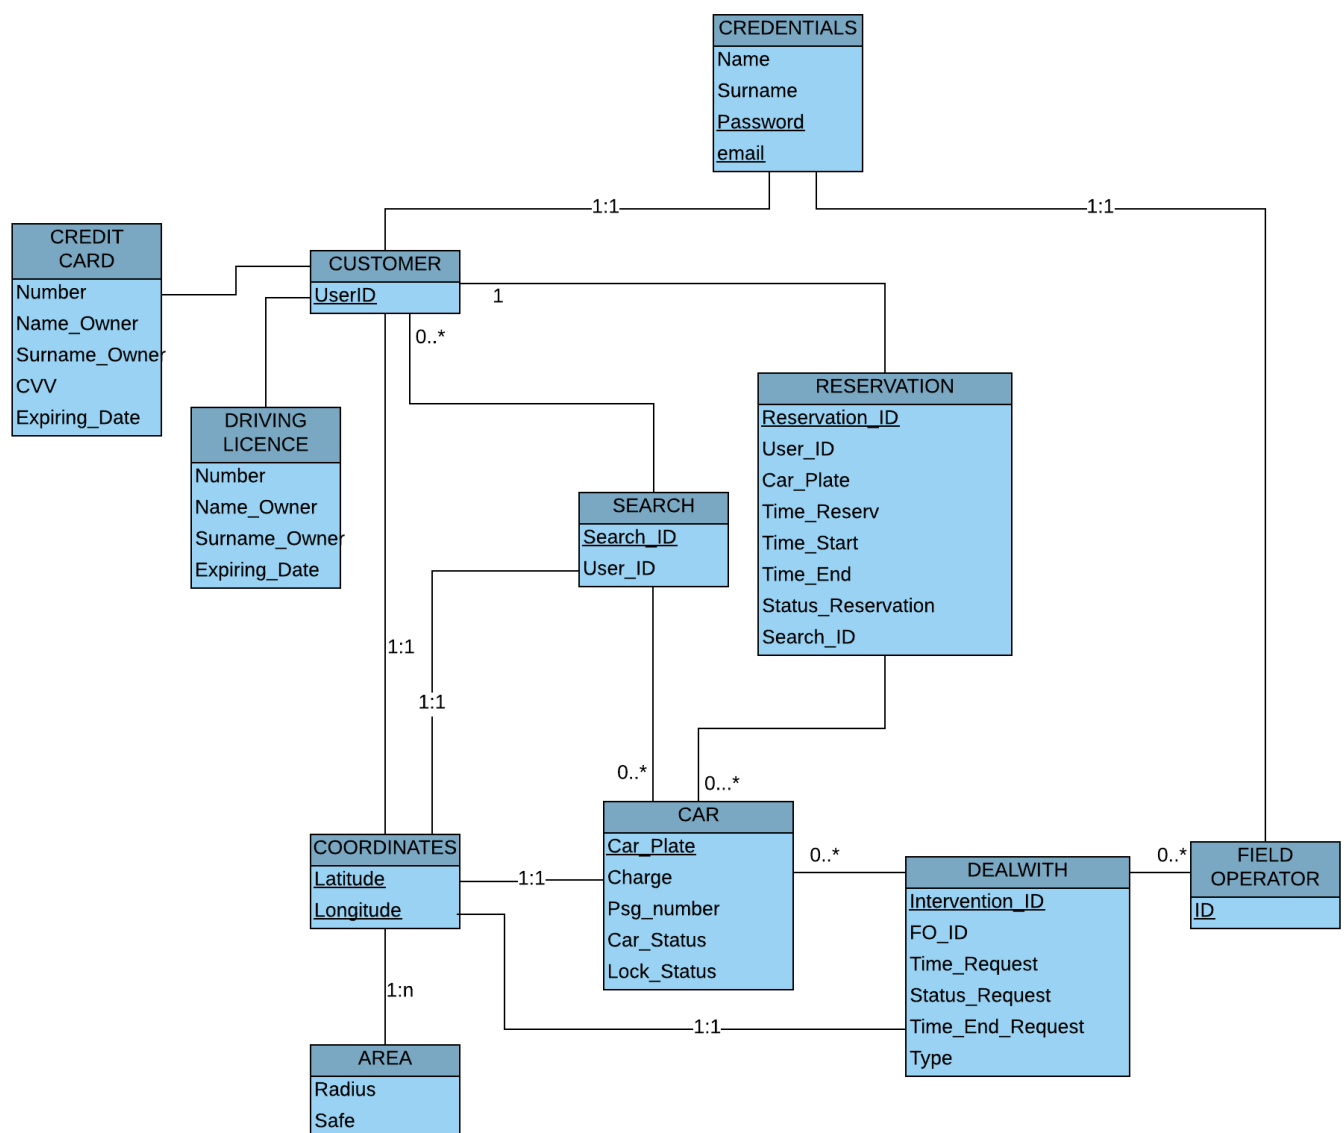 CREDENTIALS
Name
Surname
Password
email
1:1
1:1
CREDIT
CARD
Number
Name_Owner
Surname_Owner
CVV
Expiring_Date
CUSTOMER
UserID
1
0..*
DRIVING
LICENCE
Number
Name_Owner
Surname_Owner
Expiring_Date
RESERVATION
Reservation_ID
User_ID
Car_Plate
Time_Reserv
Time_Start
Time_End
Status_Reservation
Search_ID
SEARCH
Search_ID
User_ID
1:1
1:1
0..*
0...*
COORDINATES
Latitude
Longitude
1:1
CAR
Car_Plate
Charge
Psg_number
Car_Status
Lock_Status
0..*
DEALWITH
Intervention_ID
FO_ID
Time_Request
Status_Request
Time_End_Request
Type
0..*
FIELD
OPERATOR
ID
1:n
1:1
AREA
Radius
Safe